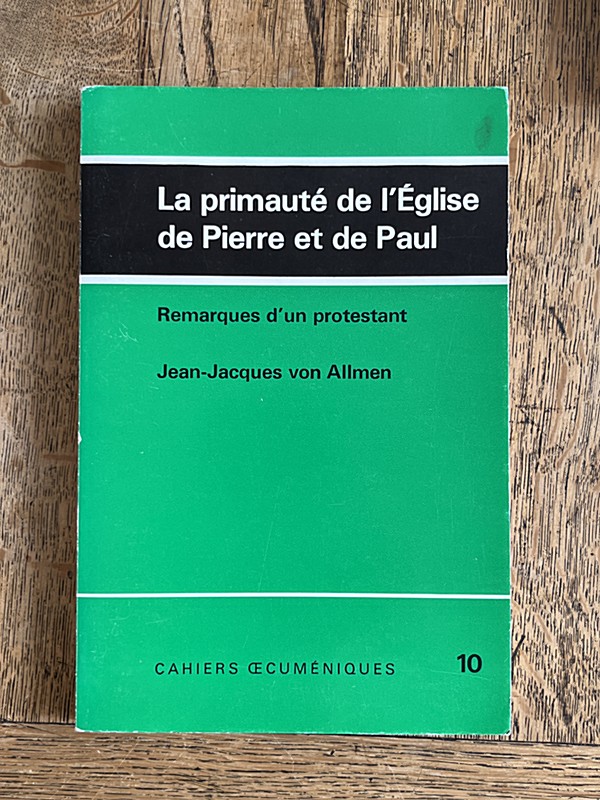 La primauté de l'Église
de Pierre et de Paul
Remarques d'un protestant
Jean-Jacques von Allmen
CAHIERS ŒCUMÉNIQUES 10